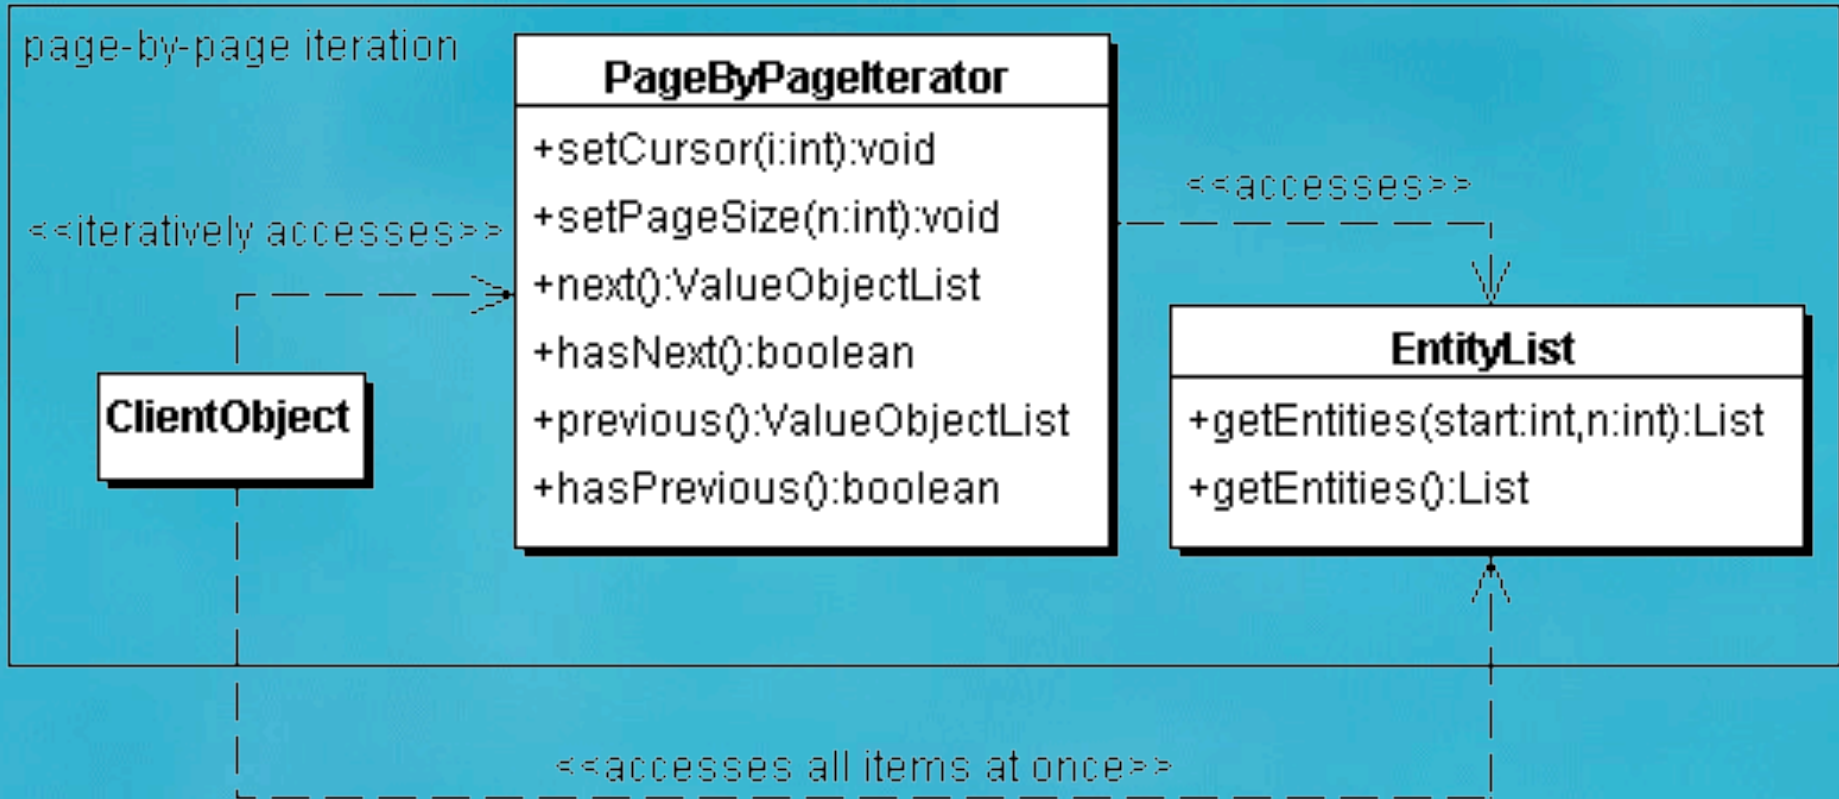 page-by-page iteration
PageByPageIterator
+setCursor(i:int):void
+setPageSize(n:int):void
+next():ValueObjectList
+hasNext():boolean
+previous():ValueObjectList
+hasPrevious():boolean
<<iteratively accesses>>
<<accesses>>
ClientObject
EntityList
+getEntities(start:int,n:int):List
+getEntities():List
<<accesses all items at once>>